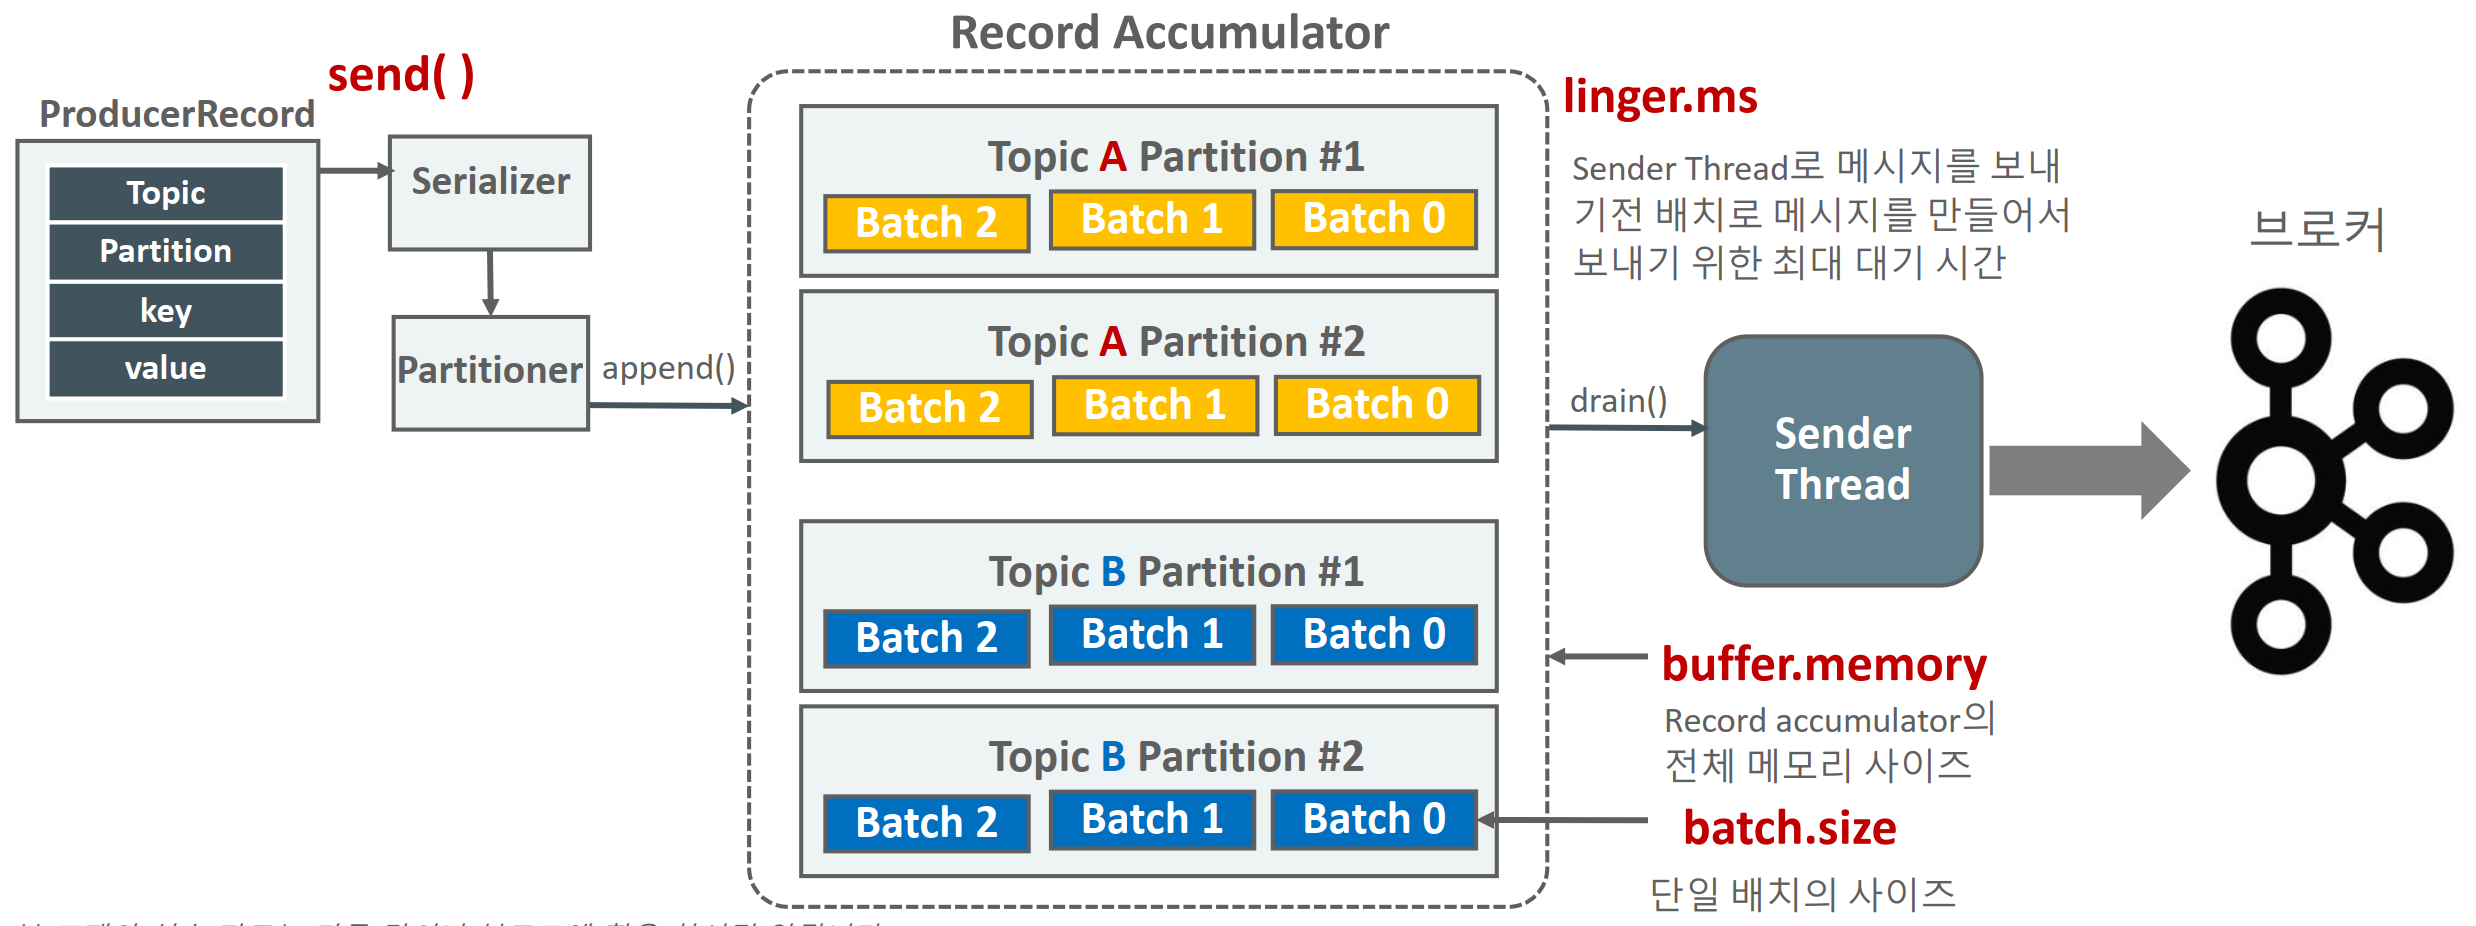 Record Accumulator
send( )
ProducerRecord
Topic
Partition
key
value
Serializer
Partitioner
append()
Topic A Partition #1
Batch 2
Batch 1
Batch 0
Topic A Partition #2
Batch 2
Batch 1
Batch 0
Topic B Partition #1
Batch 2
Batch 1
Batch 0
Topic B Partition #2
Batch 2
Batch 1
Batch 0
linger.ms
Sender Thread로 메시지를 보내
기전 배치로 메시지를 만들어서
보내기 위한 최대 대기 시간
drain()
Sender
Thread
브로커
buffer.memory
Record accumulator의
전체 메모리 사이즈
batch.size
단일 배치의 사이즈